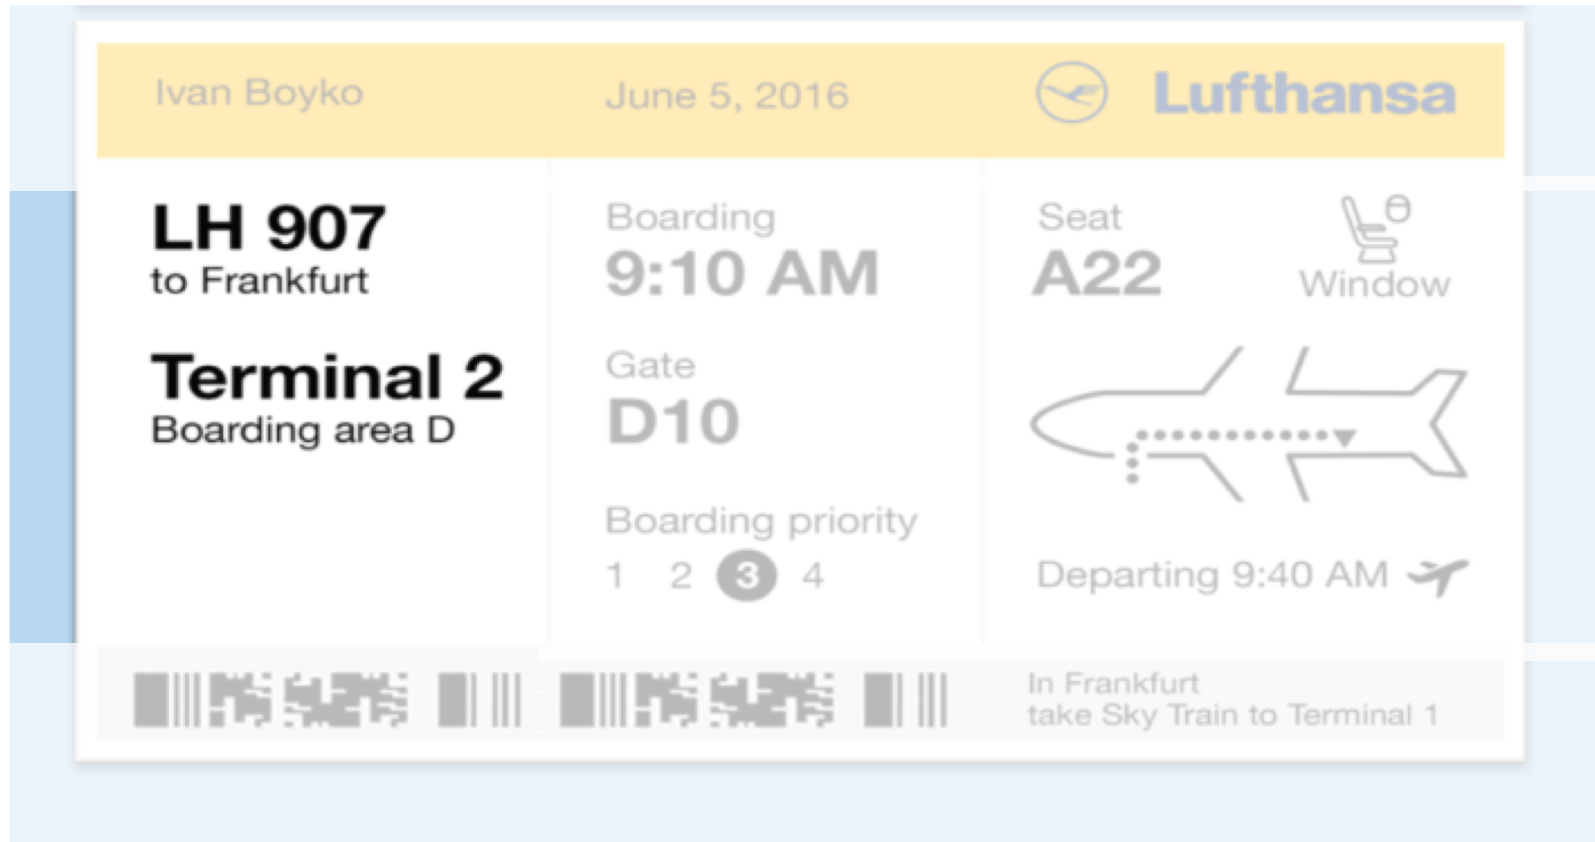 Ivan Boyko
June 5, 2016
Lufthansa
LH 907
to Frankfurt
Terminal 2
Boarding area D
Boarding
9:10 AM
Gate
D10
Boarding priority
1 2 3 4
Seat
A22
Window
Departing 9:40 AM
In Frankfurt
take Sky Train to Terminal 1